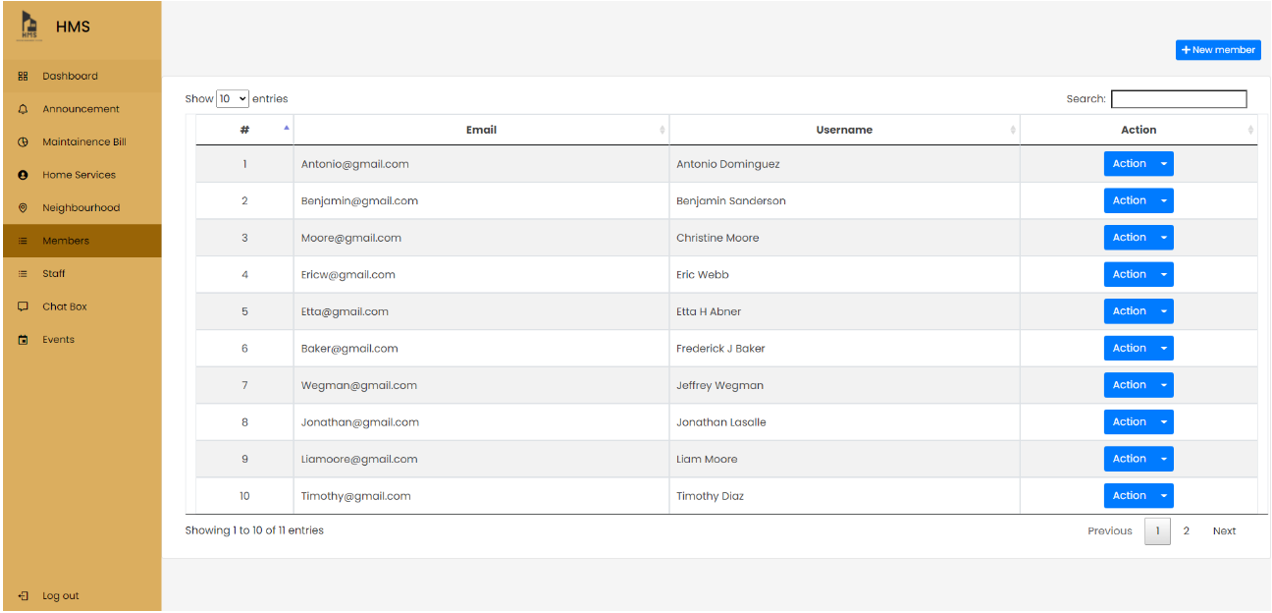 HMS
HMS
Dashboard
Announcement
Maintainence Bill
Home Services
Neighbourhood
Members
Staff
Chat Box
Events
Log out
+ New member
Show 10 entries
Search:
# Email Username Action
1 Antonio@gmail.com Antonio Dominguez Action
2 Benjamin@gmail.com Benjamin Sanderson Action
3 Moore@gmail.com Christine Moore Action
4 Ericw@gmail.com Eric Webb Action
5 Etta@gmail.com Etta H Abner Action
6 Baker@gmail.com Frederick J Baker Action
7 Wegman@gmail.com Jeffrey Wegman Action
8 Jonathan@gmail.com Jonathan Lasalle Action
9 Liamoore@gmail.com Liam Moore Action
10 Timothy@gmail.com Timothy Diaz Action
Showing 1 to 10 of 11 entries
Previous 1 2 Next